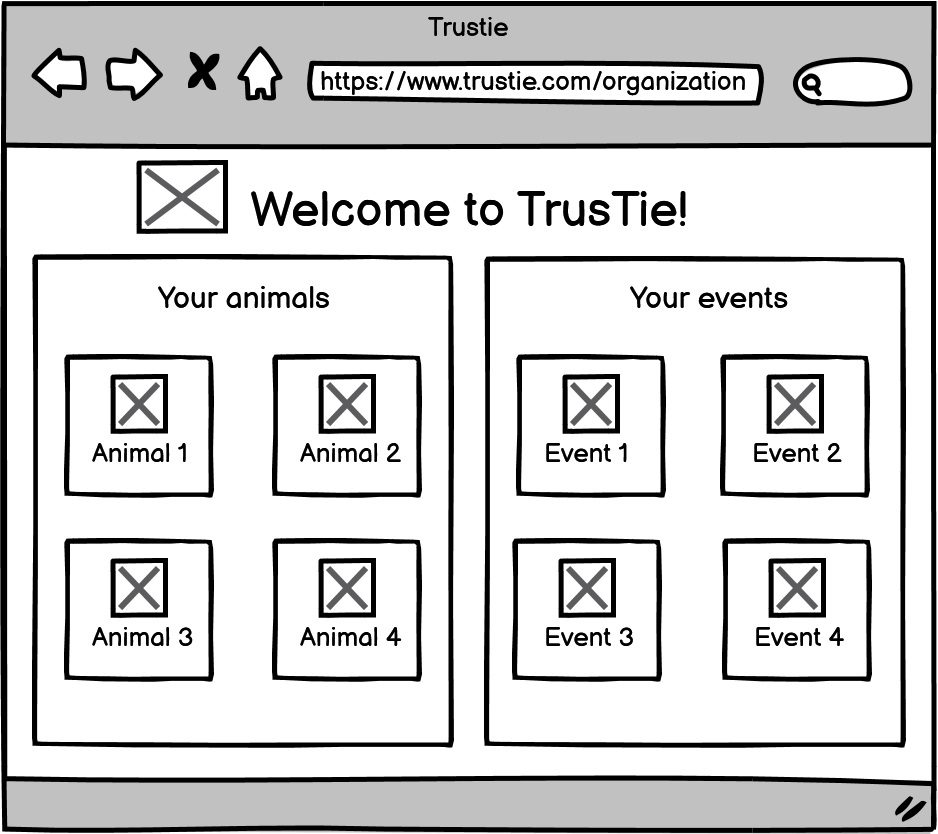 Trustie
https://www.trustie.com/organization
Welcome to TrusTie!
Your animals
Animal 1
Animal 2
Animal 3
Animal 4
Your events
Event 1
Event 2
Event 3
Event 4